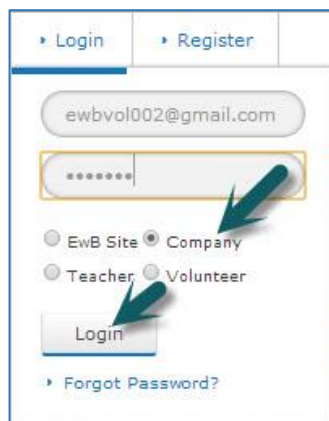 Login Register
ewbvol002@gmail.com
•••••••
EwB Site Company
Teacher Volunteer
Login
Forgot Password?